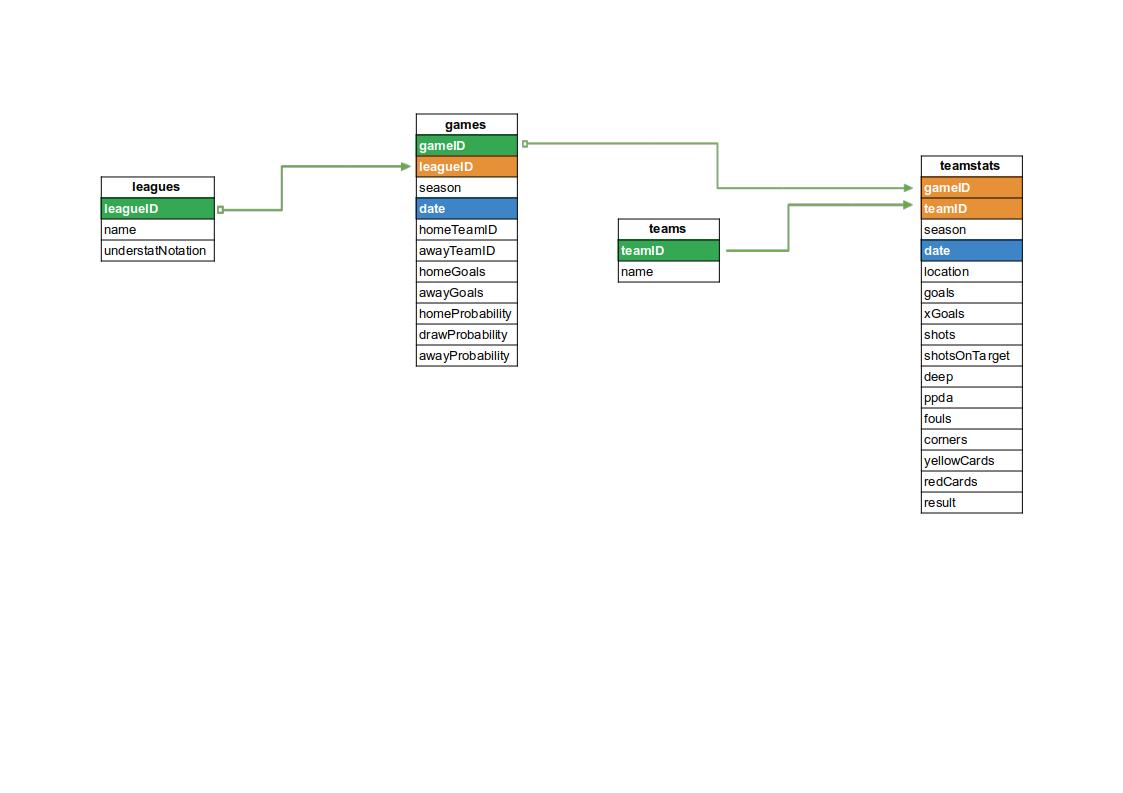 leagues
leagueID
name
understatNotation
games
gameID
leagueID
season
date
homeTeamID
awayTeamID
homeGoals
awayGoals
homeProbability
drawProbability
awayProbability
teams
teamID
name
teamstats
gameID
teamID
season
date
location
goals
xGoals
shots
shotsOnTarget
deep
ppda
fouls
corners
yellowCards
redCards
result